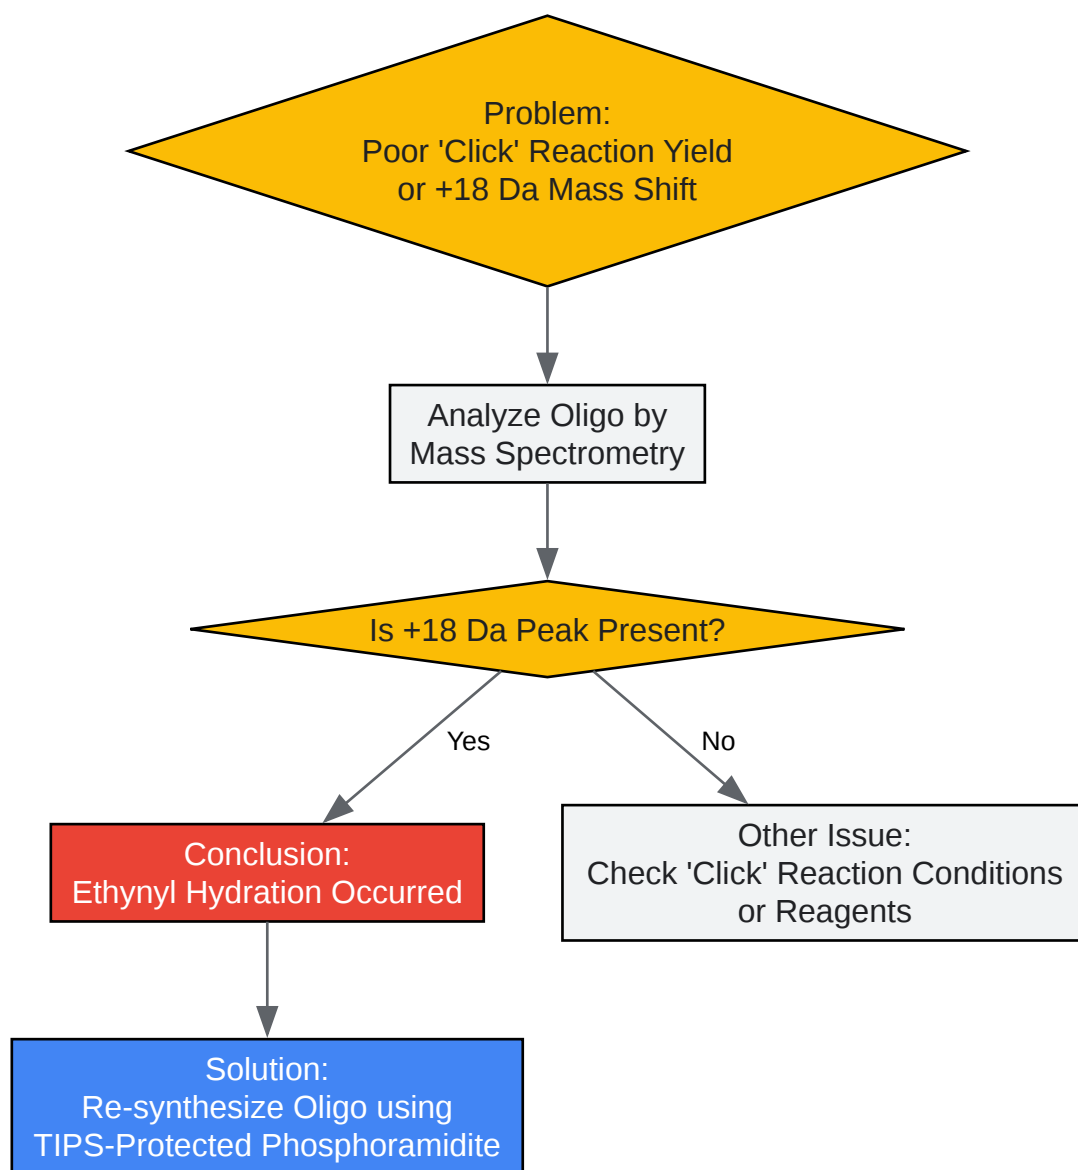 Problem:
Poor 'Click' Reaction Yield
or +18 Da Mass Shift
Analyze Oligo by
Mass Spectrometry
Is +18 Da Peak Present?
Yes
No
Conclusion:
Ethynyl Hydration Occurred
Other Issue:
Check 'Click' Reaction Conditions
or Reagents
Solution:
Re-synthesize Oligo using
TIPS-Protected Phosphoramidite